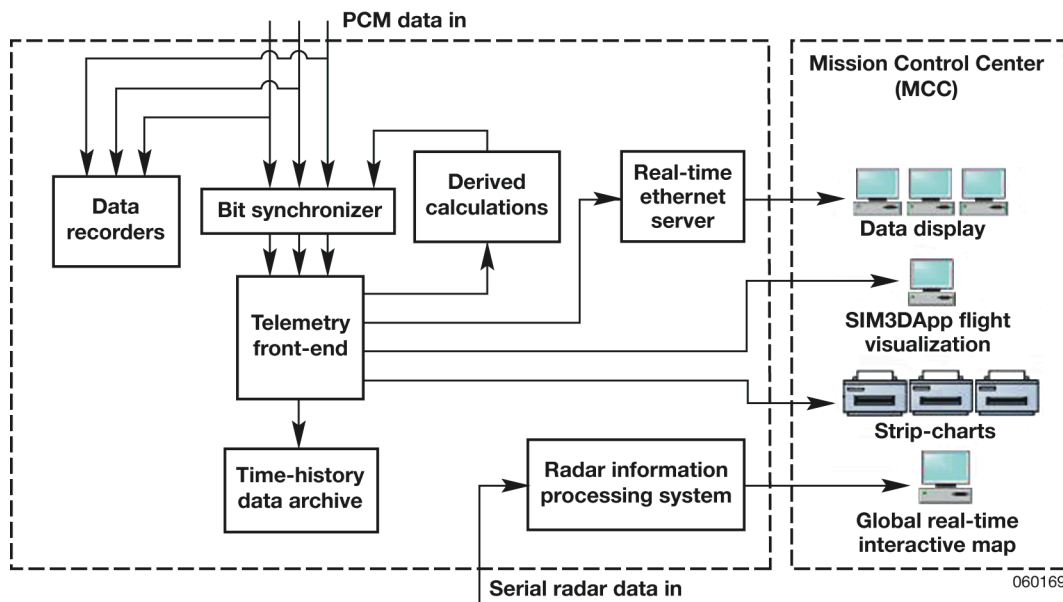 PCM data in
Mission Control Center
(MCC)
Data
recorders
Bit synchronizer
Derived
calculations
Real-time
ethernet
server
Data display
Telemetry
front-end
SIM3DApp flight
visualization
Strip-charts
Time-history
data archive
Radar information
processing system
Global real-time
interactive map
Serial radar data in
060169